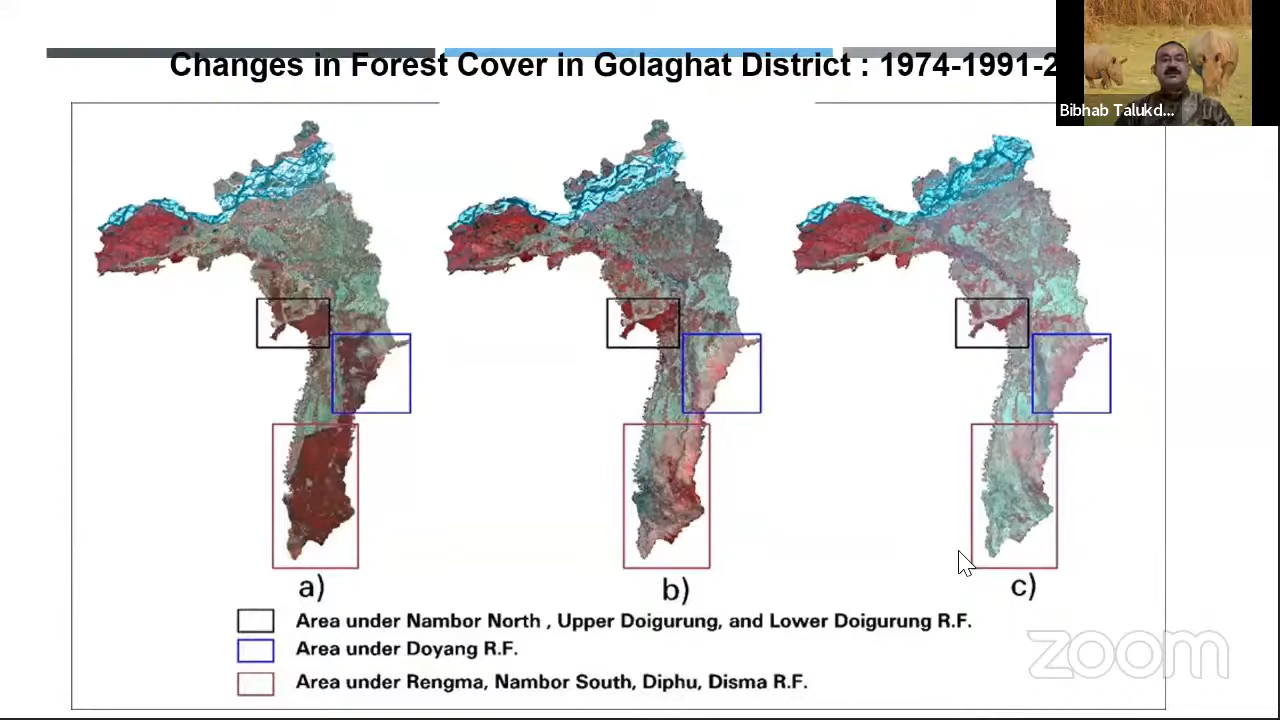 Changes in Forest Cover in Golaghat District : 1974-1991-2
Bibhab Talukd...
a)
b)
c)
Area under Nambor North , Upper Doigurung, and Lower Doigurung R.F.
Area under Doyang R.F.
Area under Rengma, Nambor South, Diphu, Disma R.F.
zoom